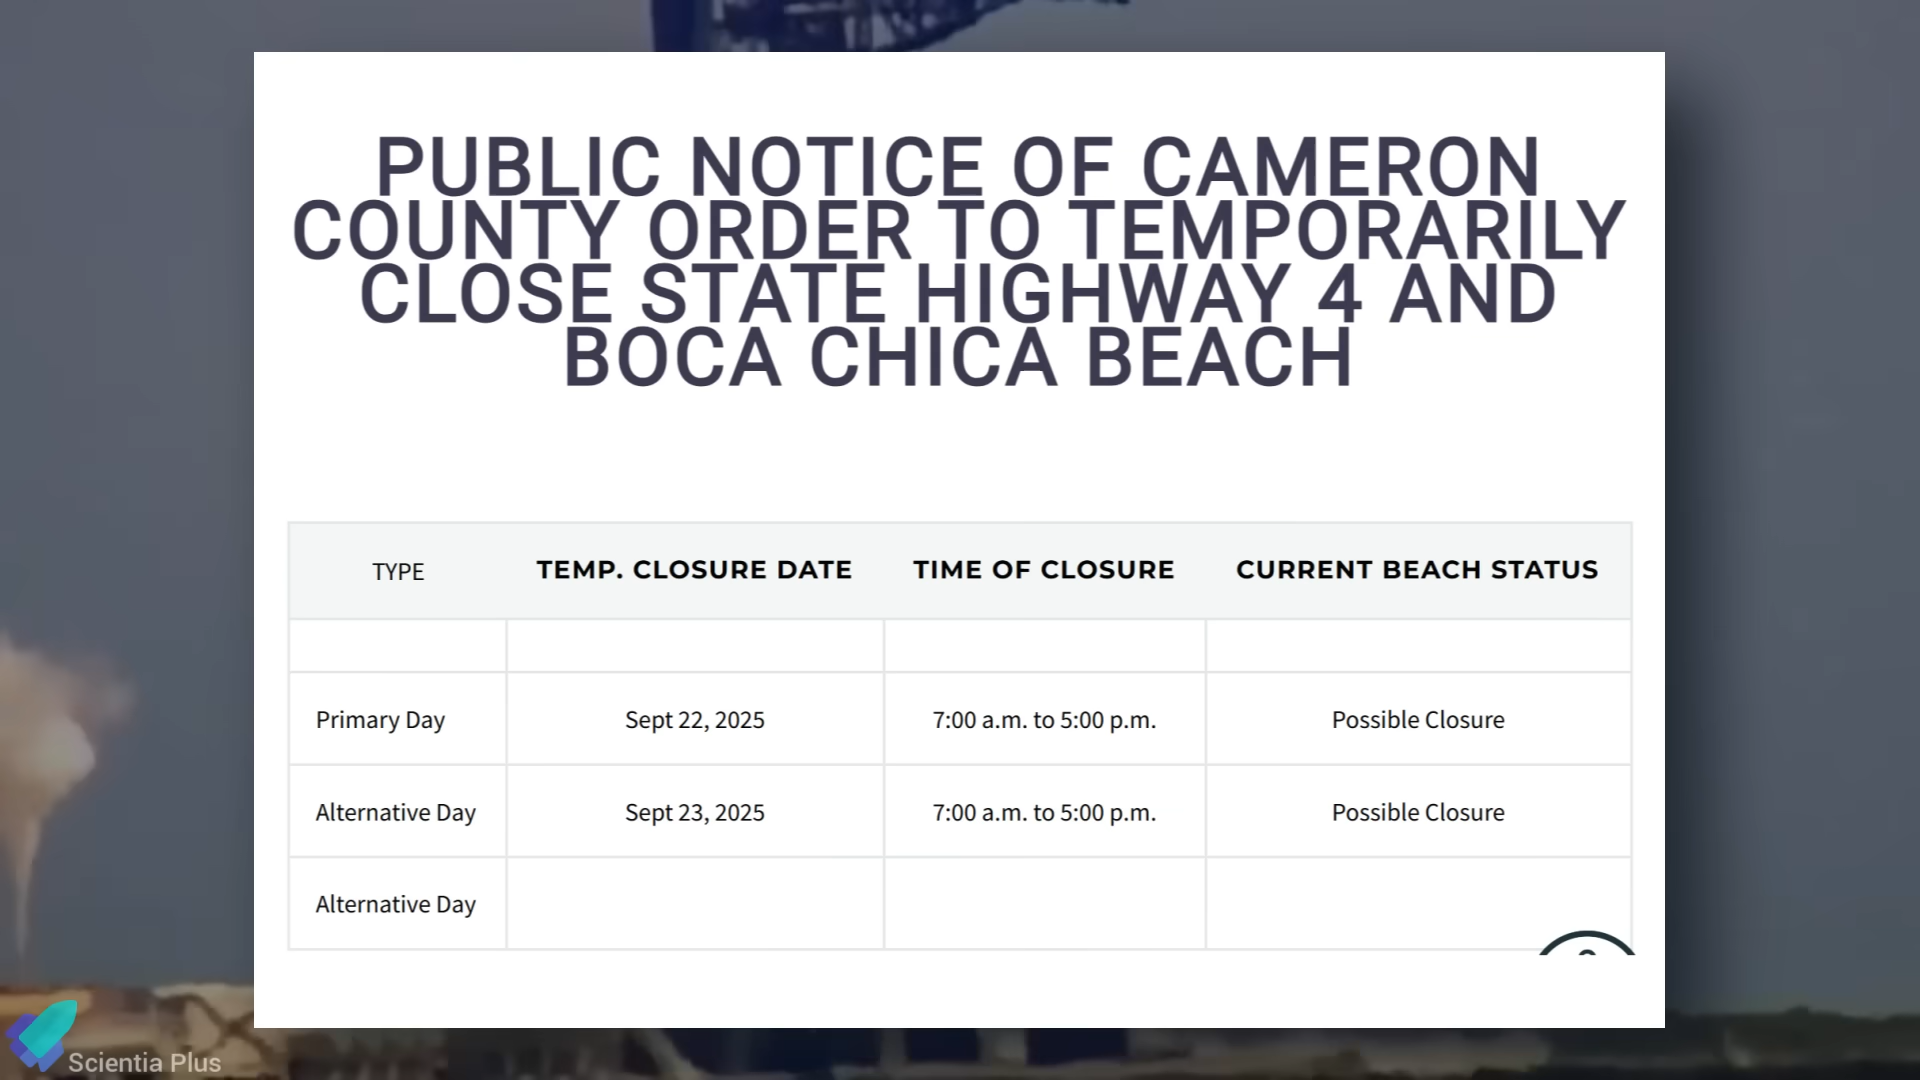 PUBLIC NOTICE OF CAMERON
COUNTY ORDER TO TEMPORARILY
CLOSE STATE HIGHWAY 4 AND
BOCA CHICA BEACH
TYPE TEMP. CLOSURE DATE TIME OF CLOSURE CURRENT BEACH STATUS
Primary Day Sept 22, 2025 7:00 a.m. to 5:00 p.m. Possible Closure
Alternative Day Sept 23, 2025 7:00 a.m. to 5:00 p.m. Possible Closure
Alternative Day
Scientia Plus